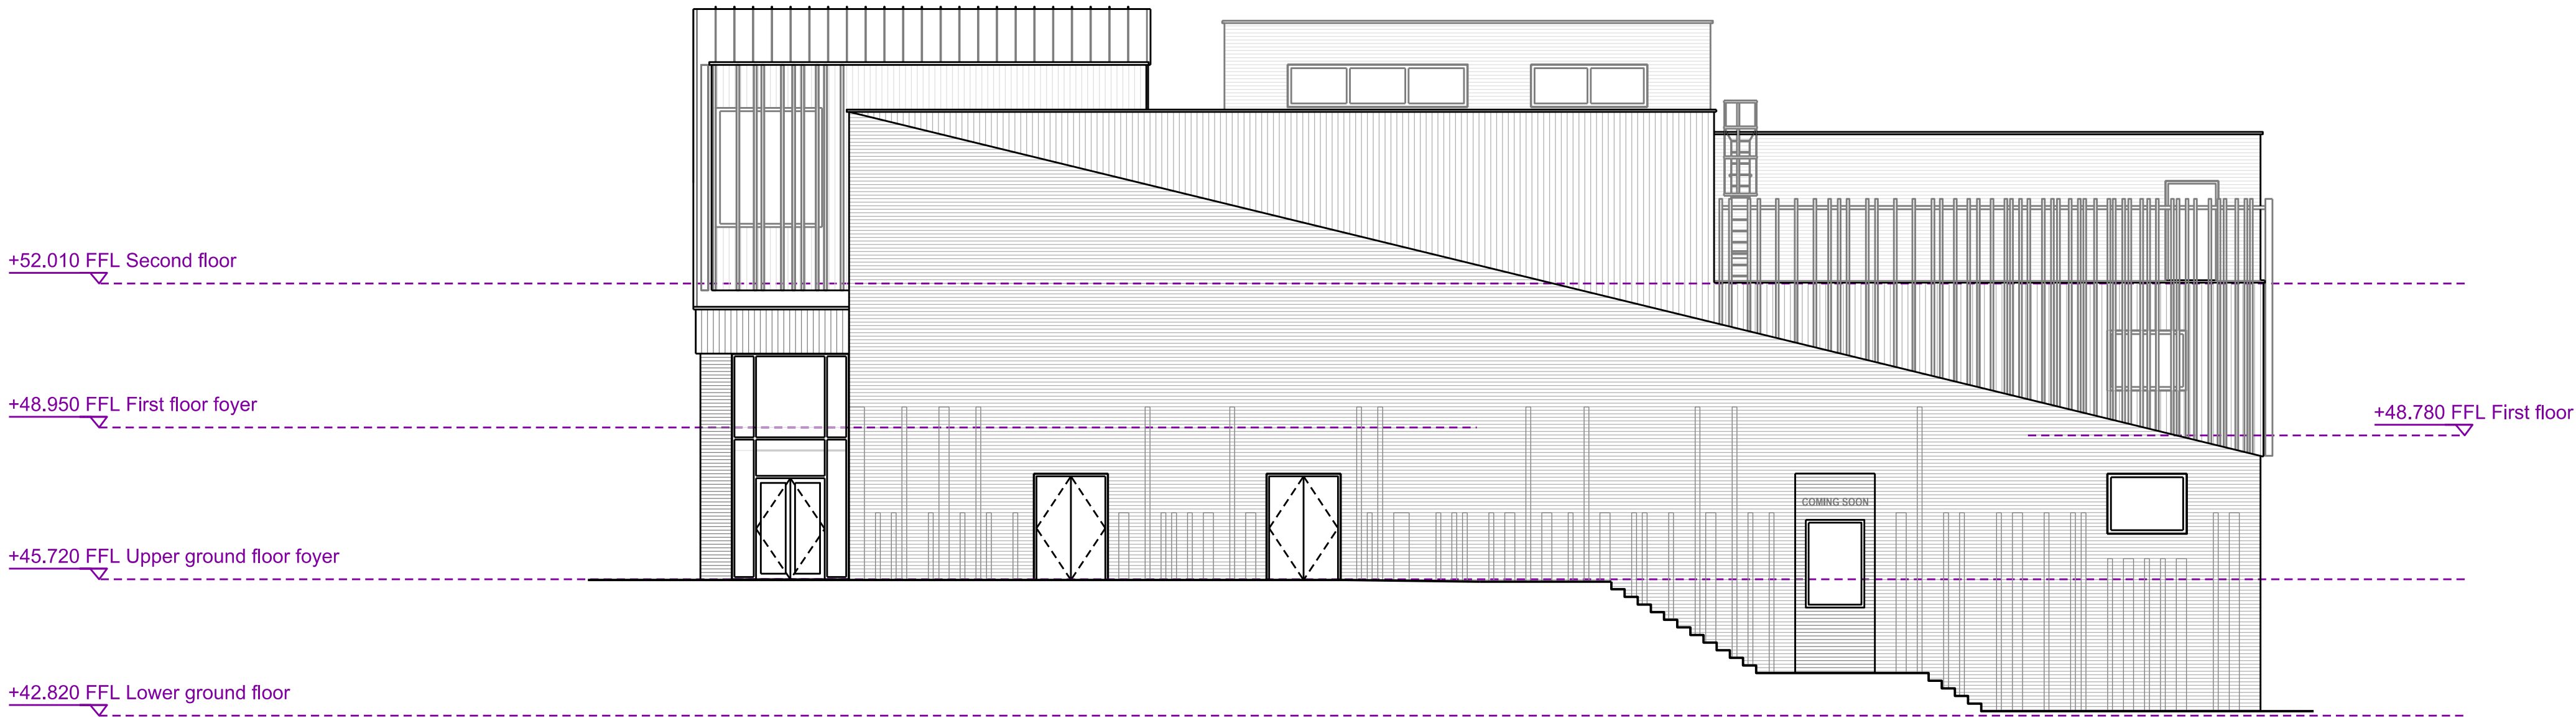 +52.010 FFL Second floor
+48.950 FFL First floor foyer
+48.780 FFL First floor
COMING SOON
+45.720 FFL Upper ground floor foyer
+42.820 FFL Lower ground floor